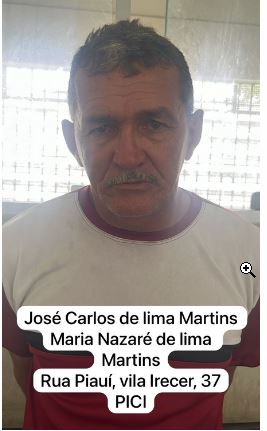 José Carlos de lima Martins
Maria Nazaré de lima
Martins
Rua Piauí, vila Irecer, 37
PICI